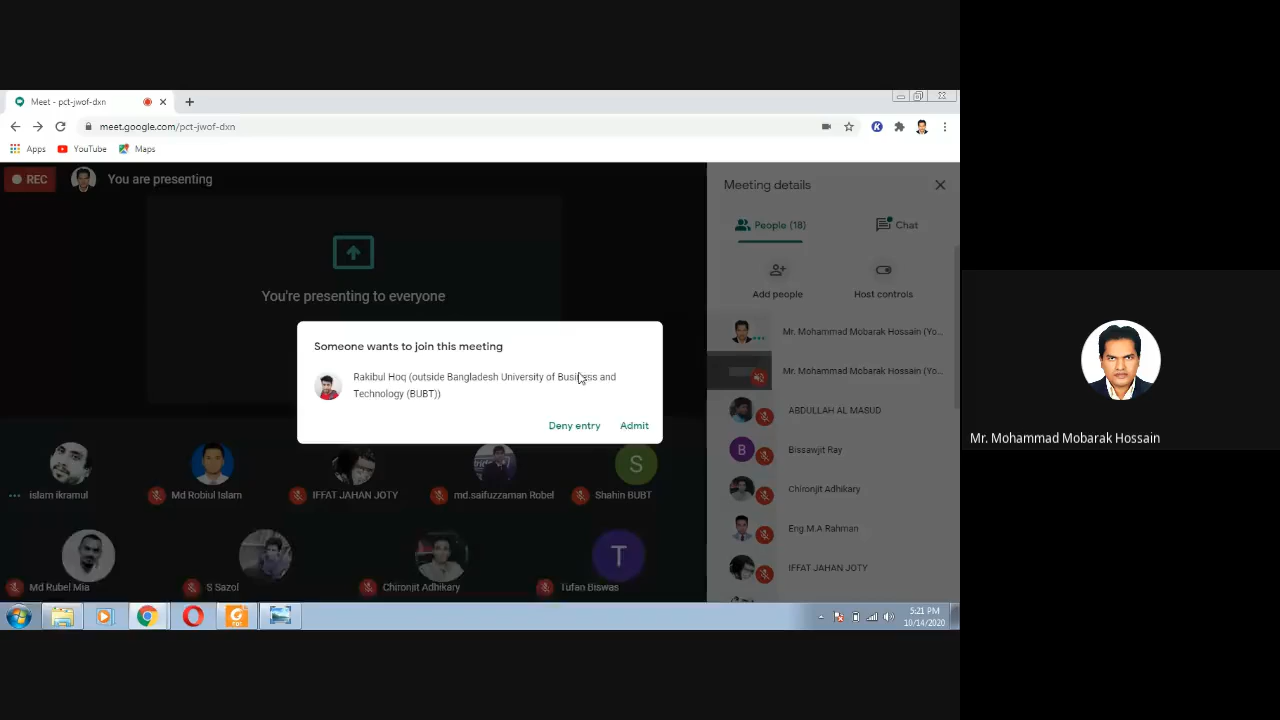 Meet - pct-jwof-dxn
meet.google.com/pct-jwof-dxn
Apps YouTube Maps
REC You are presenting
Meeting details
People (18) Chat
Add people Host controls
You're presenting to everyone
Someone wants to join this meeting
Rakibul Hoq (outside Bangladesh University of Business and
Technology (BUBT))
Deny entry Admit
Mr. Mohammad Mobarak Hossain (Yo...
Mr. Mohammad Mobarak Hossain (Yo...
ABDULLAH AL MASUD
B Bissawjit Ray
Chironjit Adhikary
Eng.M.A Rahman
IFFAT JAHAN JOTY
S
islam ikramul Md Robiul Islam IFFAT JAHAN JOTY md.saifuzzaman Robel Shahin BUBT
T
Md Rubel Mia S Sazol Chironjit Adhikary Tufan Biswas
5:21 PM
10/14/2020
Mr. Mohammad Mobarak Hossain